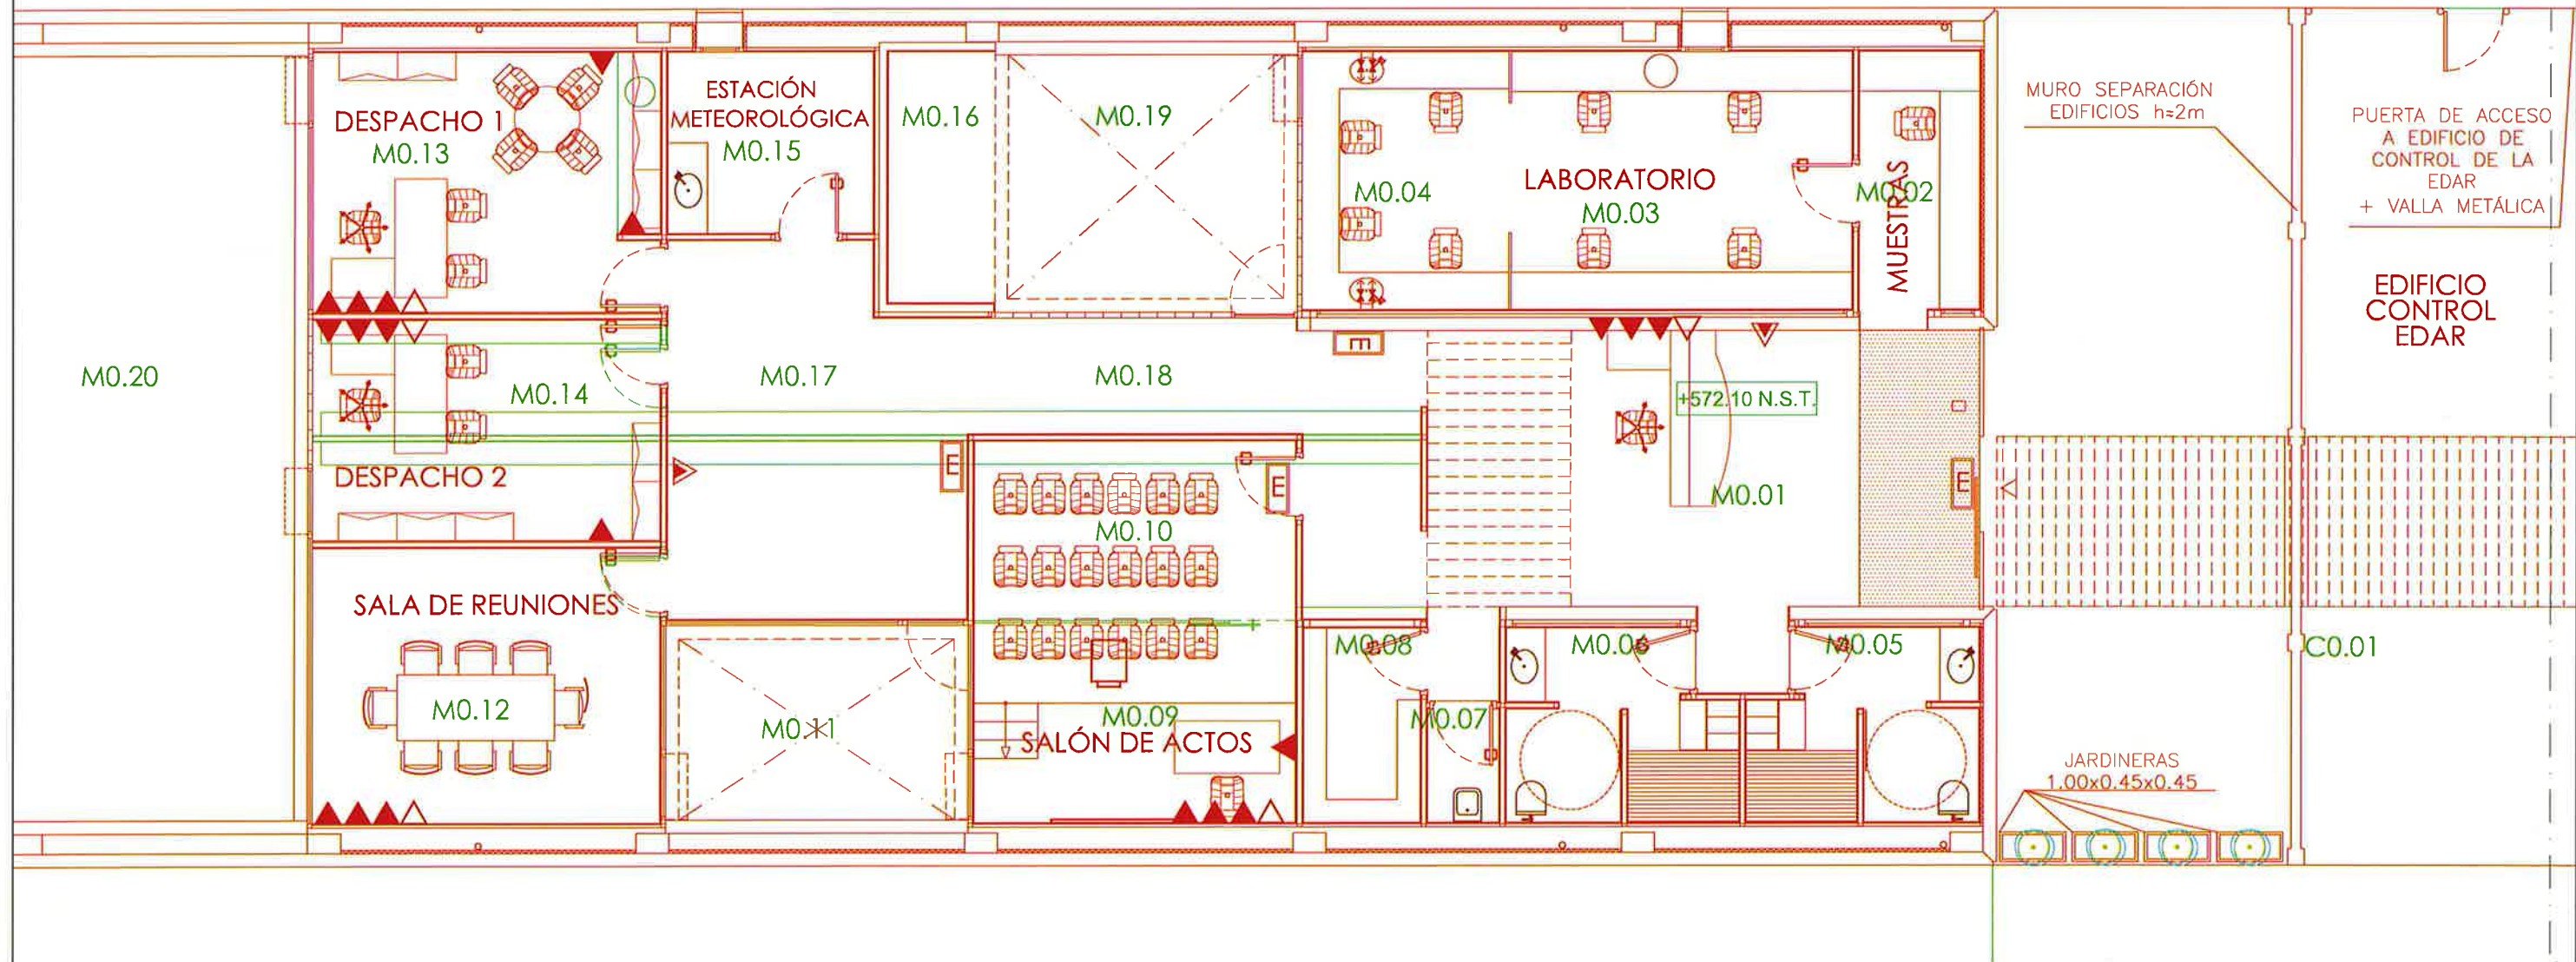 DESPACHO 1
M0.13
ESTACIÓN
METEOROLÓGICA
M0.15
M0.16
M0.19
M0.04
LABORATORIO
M0.03
M0.02
MUESTRAS
MURO SEPARACIÓN
EDIFICIOS h=2m
PUERTA DE ACCESO
A EDIFICIO DE
CONTROL DE LA
EDAR
+ VALLA METÁLICA
EDIFICIO
CONTROL
EDAR
M0.20
M0.14
M0.17
M0.18
E
+572.10 N.S.T.
M0.01
E
DESPACHO 2
E
E
M0.10
SALA DE REUNIONES
M0.12
M0.11
M0.09
SALÓN DE ACTOS
M0.08
M0.07
M0.06
M0.05
C0.01
JARDINERAS
1.00x0.45x0.45